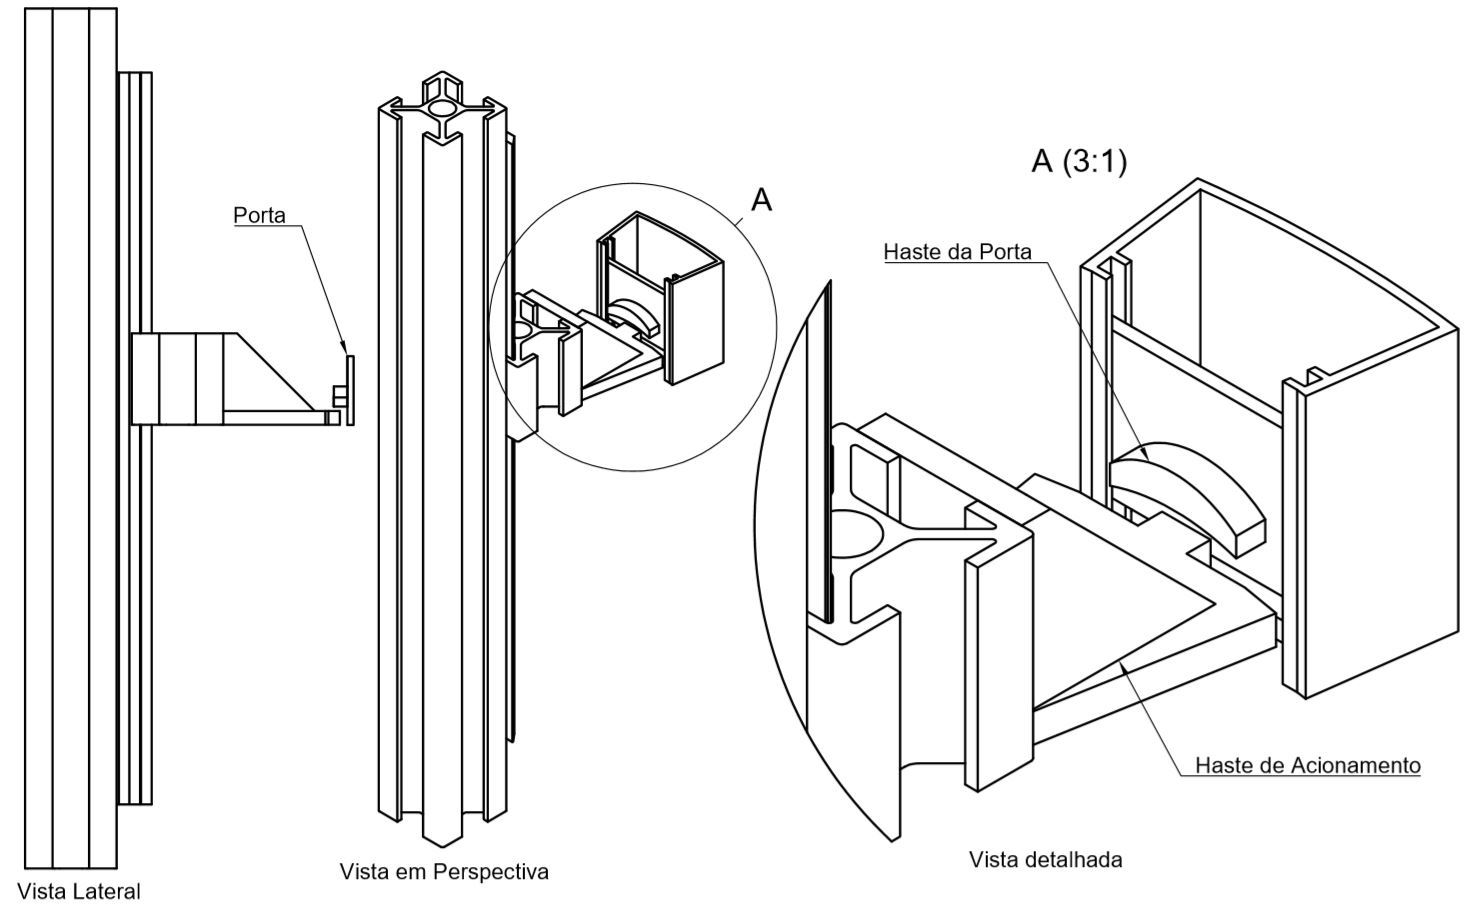 A (3:1)
A
Porta
Haste da Porta
Haste de Acionamento
Vista detalhada
Vista em Perspectiva
Vista Lateral